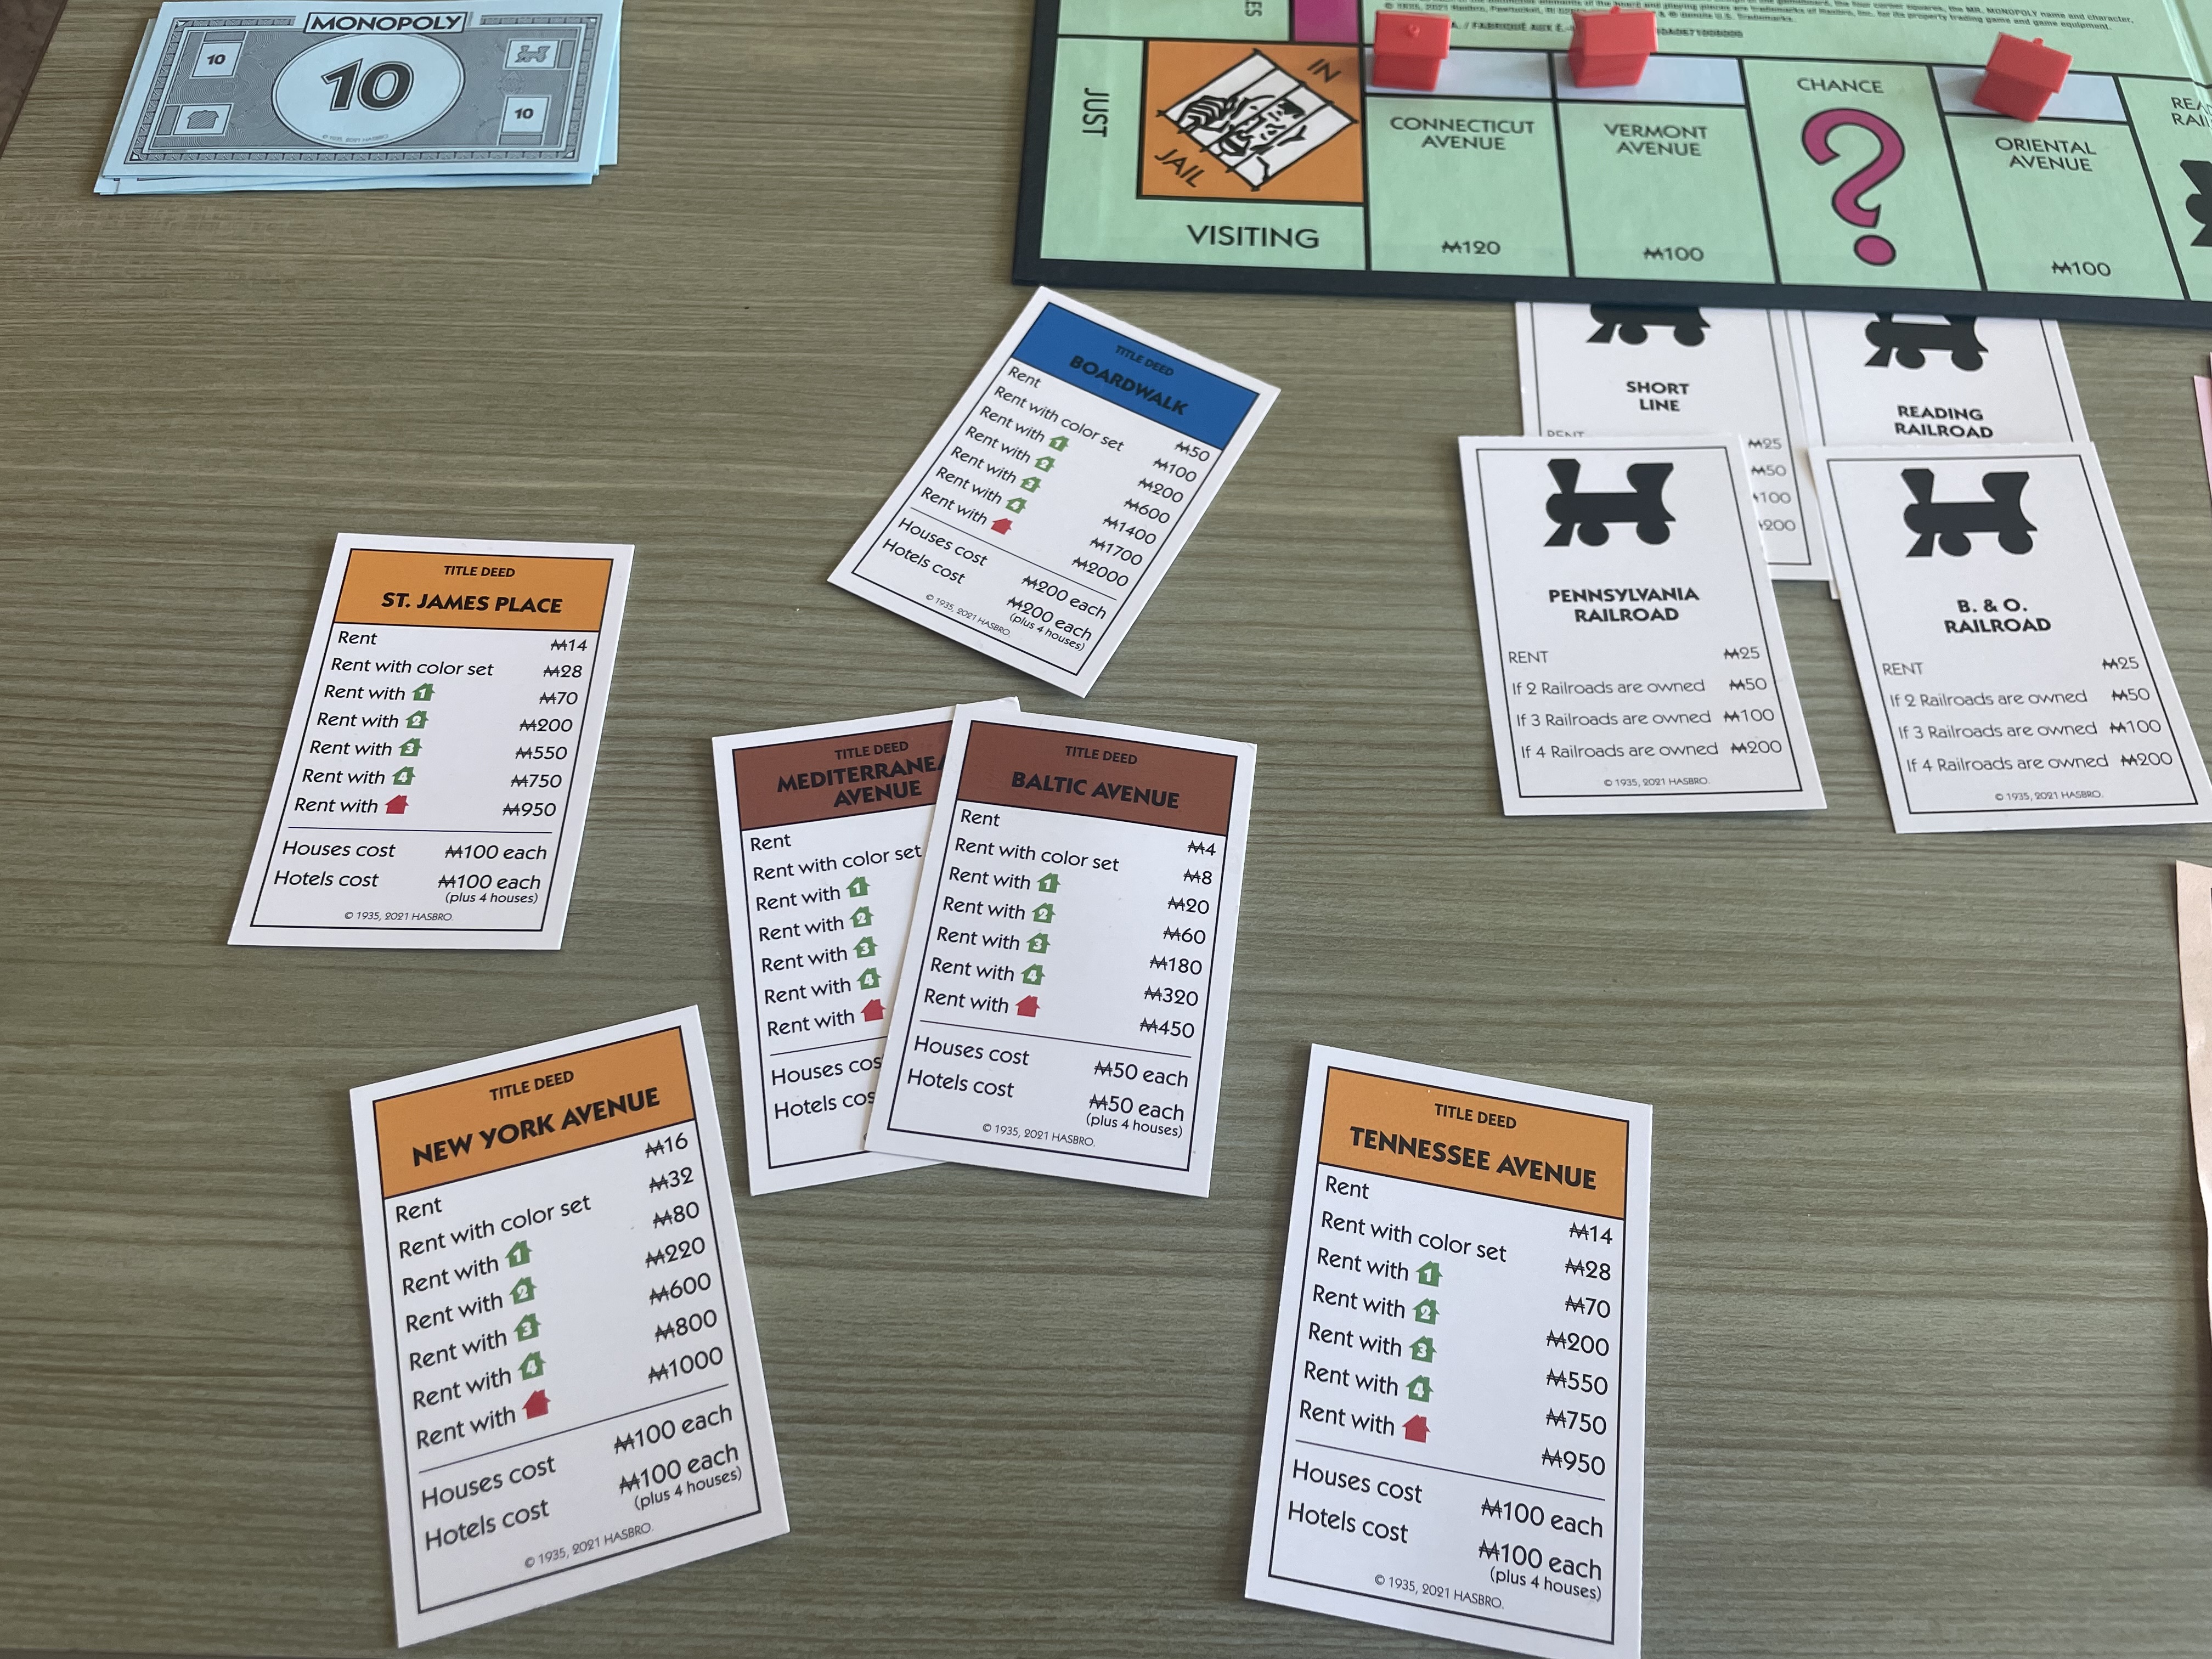 MONOPOLY
10
10
10
TITLE DEED
ST. JAMES PLACE
Rent ₩14
Rent with color set ₩28
Rent with 1 ₩70
Rent with 2 ₩200
Rent with 3 ₩550
Rent with 4 ₩750
Rent with ₩950
Houses cost ₩100 each
Hotels cost ₩100 each
(plus 4 houses)
© 1935, 2021 HASBRO.
TITLE DEED
NEW YORK AVENUE
Rent ₩16
Rent with color set ₩32
Rent with 1 ₩80
Rent with 2 ₩220
Rent with 3 ₩600
Rent with 4 ₩800
Rent with ₩1000
Houses cost ₩100 each
Hotels cost ₩100 each
(plus 4 houses)
© 1935, 2021 HASBRO.
TITLE DEED
MEDITERRANEA
AVENUE
Rent
Rent with color set
Rent with 1
Rent with 2
Rent with 3
Rent with 4
Rent with
Houses cos
Hotels cos
TITLE DEED
BALTIC AVENUE
Rent ₩4
Rent with color set ₩8
Rent with 1 ₩20
Rent with 2 ₩60
Rent with 3 ₩180
Rent with 4 ₩320
Rent with ₩450
Houses cost ₩50 each
Hotels cost ₩50 each
(plus 4 houses)
© 1935, 2021 HASBRO.
TITLE DEED
BOARDWALK
Rent ₩50
Rent with color set ₩100
Rent with 1 ₩200
Rent with 2 ₩600
Rent with 3 ₩1400
Rent with 4 ₩1700
Rent with ₩2000
Houses cost ₩200 each
Hotels cost ₩200 each
(plus 4 houses)
© 1935, 2021 HASBRO.
TITLE DEED
TENNESSEE AVENUE
Rent ₩14
Rent with color set ₩28
Rent with 1 ₩70
Rent with 2 ₩200
Rent with 3 ₩550
Rent with 4 ₩750
Rent with ₩950
Houses cost ₩100 each
Hotels cost ₩100 each
(plus 4 houses)
© 1935, 2021 HASBRO.
SHORT
LINE
₩25
₩50
100
200
PENNSYLVANIA
RAILROAD
RENT ₩25
If 2 Railroads are owned ₩50
If 3 Railroads are owned ₩100
If 4 Railroads are owned ₩200
© 1935, 2021 HASBRO.
READING
RAILROAD
B. & O.
RAILROAD
RENT ₩25
If 2 Railroads are owned ₩50
If 3 Railroads are owned ₩100
If 4 Railroads are owned ₩200
© 1935, 2021 HASBRO.
JUST
VISITING
IN
JAIL
CONNECTICUT
AVENUE
₩120
VERMONT
AVENUE
₩100
CHANCE
?
ORIENTAL
AVENUE
₩100
REA
RAI